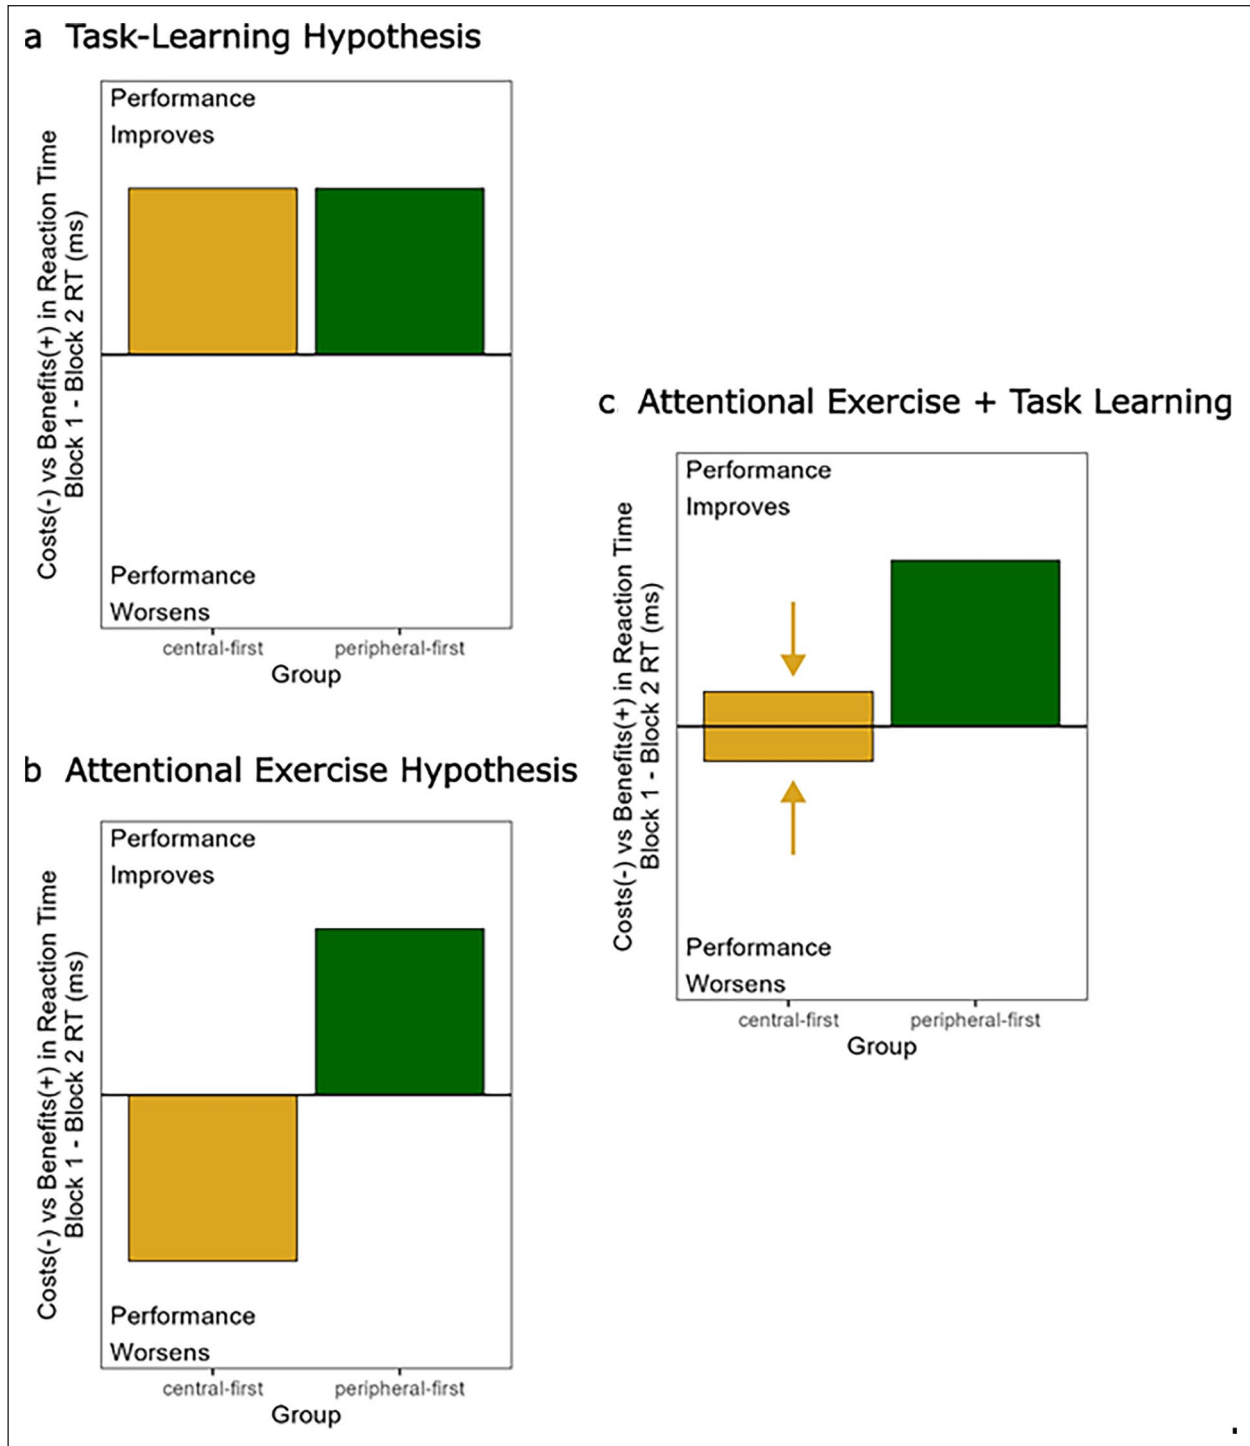 a Task-Learning Hypothesis
Performance
Improves
Costs(-) vs Benefits(+) in Reaction Time
Block 1 - Block 2 RT (ms)
Performance
Worsens
central-first peripheral-first
Group
b Attentional Exercise Hypothesis
Performance
Improves
Costs(-) vs Benefits(+) in Reaction Time
Block 1 - Block 2 RT (ms)
Performance
Worsens
central-first peripheral-first
Group
c Attentional Exercise + Task Learning
Performance
Improves
Costs(-) vs Benefits(+) in Reaction Time
Block 1 - Block 2 RT (ms)
Performance
Worsens
central-first peripheral-first
Group